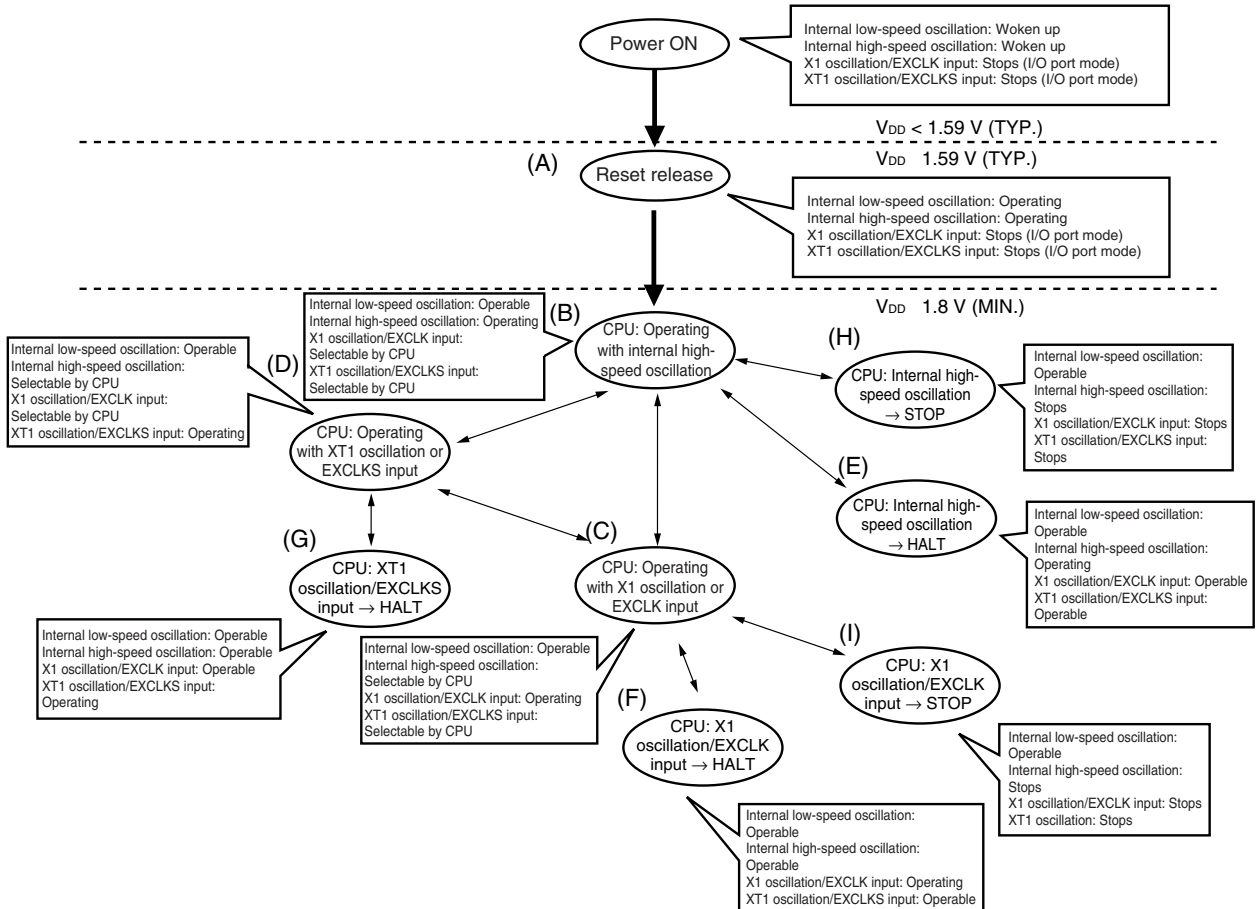 Power ON
Internal low-speed oscillation: Woken up
Internal high-speed oscillation: Woken up
X1 oscillation/EXCLK input: Stops (I/O port mode)
XT1 oscillation/EXCLKS input: Stops (I/O port mode)
VDD < 1.59 V (TYP.)
VDD 1.59 V (TYP.)
(A)
Reset release
Internal low-speed oscillation: Operating
Internal high-speed oscillation: Operating
X1 oscillation/EXCLK input: Stops (I/O port mode)
XT1 oscillation/EXCLKS input: Stops (I/O port mode)
VDD 1.8 V (MIN.)
Internal low-speed oscillation: Operable
Internal high-speed oscillation: Operating
X1 oscillation/EXCLK input:
Selectable by CPU
XT1 oscillation/EXCLKS input:
Selectable by CPU
(B)
CPU: Operating
with internal high-
speed oscillation
(H)
CPU: Internal high-
speed oscillation
→ STOP
Internal low-speed oscillation:
Operable
Internal high-speed oscillation:
Stops
X1 oscillation/EXCLK input: Stops
XT1 oscillation/EXCLKS input:
Stops
Internal low-speed oscillation: Operable
Internal high-speed oscillation:
Selectable by CPU
X1 oscillation/EXCLK input:
Selectable by CPU
XT1 oscillation/EXCLKS input: Operating
(D)
CPU: Operating
with XT1 oscillation or
EXCLKS input
(E)
CPU: Internal high-
speed oscillation
→ HALT
Internal low-speed oscillation:
Operable
Internal high-speed oscillation:
Operating
X1 oscillation/EXCLK input: Operable
XT1 oscillation/EXCLKS input:
Operable
(G)
CPU: XT1
oscillation/EXCLKS
input → HALT
Internal low-speed oscillation: Operable
Internal high-speed oscillation: Operable
X1 oscillation/EXCLK input: Operable
XT1 oscillation/EXCLKS input:
Operating
(C)
CPU: Operating
with X1 oscillation or
EXCLK input
Internal low-speed oscillation: Operable
Internal high-speed oscillation:
Selectable by CPU
X1 oscillation/EXCLK input: Operating
XT1 oscillation/EXCLKS input:
Selectable by CPU
(I)
CPU: X1
oscillation/EXCLK
input → STOP
Internal low-speed oscillation:
Operable
Internal high-speed oscillation:
Stops
X1 oscillation/EXCLK input: Stops
XT1 oscillation: Stops
(F)
CPU: X1
oscillation/EXCLK
input → HALT
Internal low-speed oscillation:
Operable
Internal high-speed oscillation:
Operable
X1 oscillation/EXCLK input: Operating
XT1 oscillation/EXCLKS input: Operable